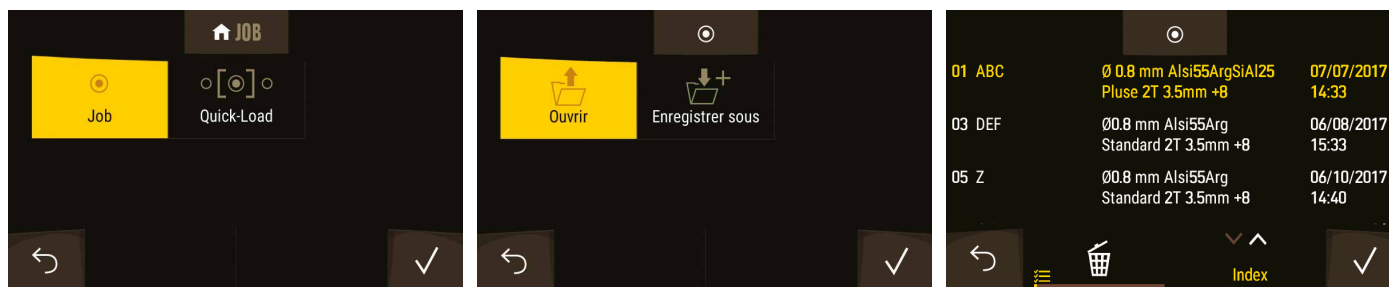 JOB
Job
Quick-Load
Ouvrir
Enregistrer sous
01 ABC Ø 0.8 mm Alsi55ArgSiAl25 07/07/2017
Pluse 2T 3.5mm +8 14:33
03 DEF Ø0.8 mm Alsi55Arg 06/08/2017
Standard 2T 3.5mm +8 15:33
05 Z Ø0.8 mm Alsi55Arg 06/10/2017
Standard 2T 3.5mm +8 14:40
Index